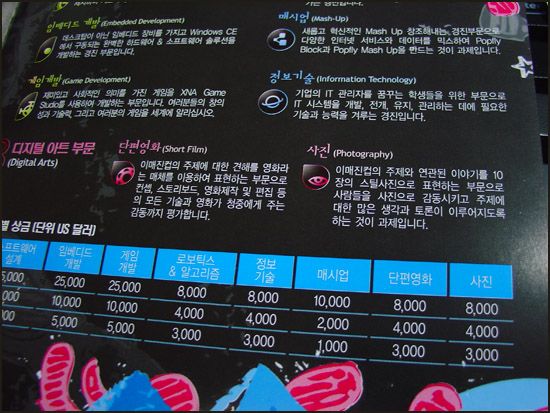 임베디드 개발 (Embedded Development)
데스크탑이 아닌 임베디드 장비를 가지고 Windows CE
에서 구동되는 완벽한 하드웨어 & 소프트웨어 솔루션을
개발하는 경진 부문입니다.
매시업 (Mash-Up)
새롭고 혁신적인 Mash Up 창조해내는 경진부문으로
다양한 인터넷 서비스와 데이터를 믹스하여 Popfly
Block과 Popfly Mash Up을 만드는 것이 과제입니다.
게임개발 (Game Development)
재미있고 사회적인 의미를 가진 게임을 XNA Game
Studio를 사용하여 개발하는 부문입니다. 여러분들의 창의
성과 기술력, 그리고 여러분의 게임을 세계에 알리십시오.
정보기술 (Information Technology)
기업의 IT 관리자를 꿈꾸는 학생들을 위한 부문으로
IT 시스템을 개발, 전개, 유지, 관리하는 데에 필요한
기술과 능력을 겨루는 경진입니다.
디지털 아트 부문
(Digital Arts)
단편영화 (Short Film)
이매진컵의 주제에 대한 견해를 영화라
는 매체를 이용하여 표현하는 부문으로
컨셉, 스토리보드, 영화제작 및 편집 등
의 모든 기술과 영화가 청중에게 주는
감동까지 평가합니다.
사진 (Photography)
이매진컵의 주제와 연관된 이야기를 10
장의 스틸사진으로 표현하는 부문으로
사람들을 사진으로 감동시키고 주제에
대한 많은 생각과 토론이 이루어지도록
하는 것이 과제입니다.
별 상금 (단위 US 달러)
소프트웨어 설계 임베디드 개발 게임 개발 로보틱스 & 알고리즘 정보 기술 매시업 단편영화 사진
5,000 25,000 25,000 8,000 8,000 10,000 8,000 8,000
000 10,000 10,000 4,000 4,000 2,000 4,000 4,000
000 5,000 5,000 3,000 3,000 1,000 3,000 3,000